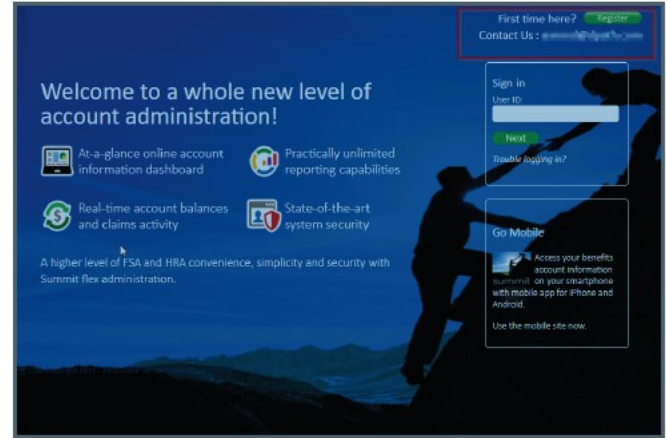 First time here? Register
Contact Us :
Welcome to a whole new level of
account administration!
At-a-glance online account
information dashboard
Practically unlimited
reporting capabilities
Real-time account balances
and claims activity
State-of-the-art
system security
A higher level of FSA and HRA convenience, simplicity and security with
Summit flex administration.
Sign in
User ID:
Next
Trouble logging in?
Go Mobile
Access your benefits
account information
summit on your smartphone
with mobile app for iPhone and
Android.
Use the mobile site now.